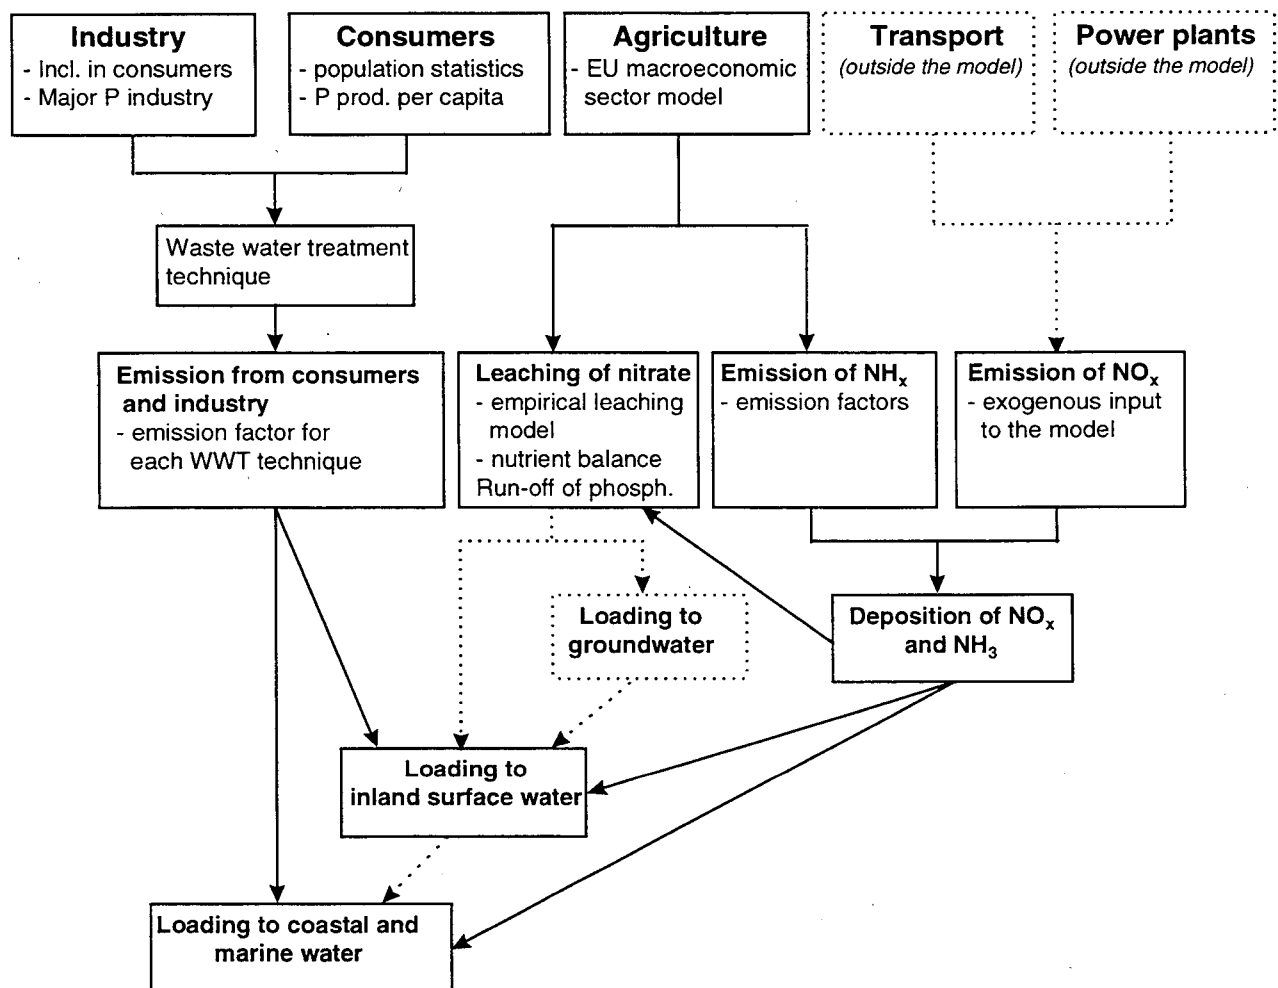 Industry
- Incl. in consumers
- Major P industry
Consumers
- population statistics
- P prod. per capita
Agriculture
- EU macroeconomic
sector model
Transport
(outside the model)
Power plants
(outside the model)
Waste water treatment
technique
Emission from consumers
and industry
- emission factor for
each WWT technique
Leaching of nitrate
- empirical leaching
model
- nutrient balance
Run-off of phosph.
Emission of NHx
- emission factors
Emission of NOx
- exogenous input
to the model
Loading to
groundwater
Deposition of NOx
and NH3
Loading to
inland surface water
Loading to coastal and
marine water